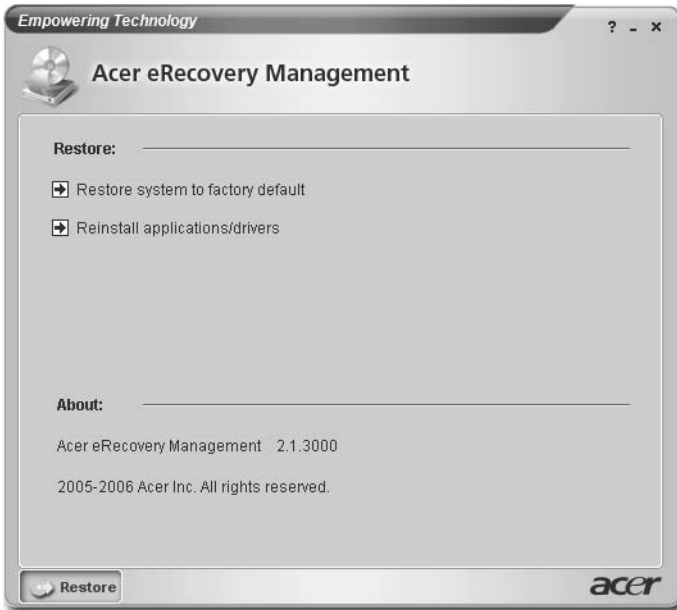 Empowering Technology
? - x
Acer eRecovery Management
Restore:
Restore system to factory default
Reinstall applications/drivers
About:
Acer eRecovery Management 2.1.3000
2005-2006 Acer Inc. All rights reserved.
Restore
acer